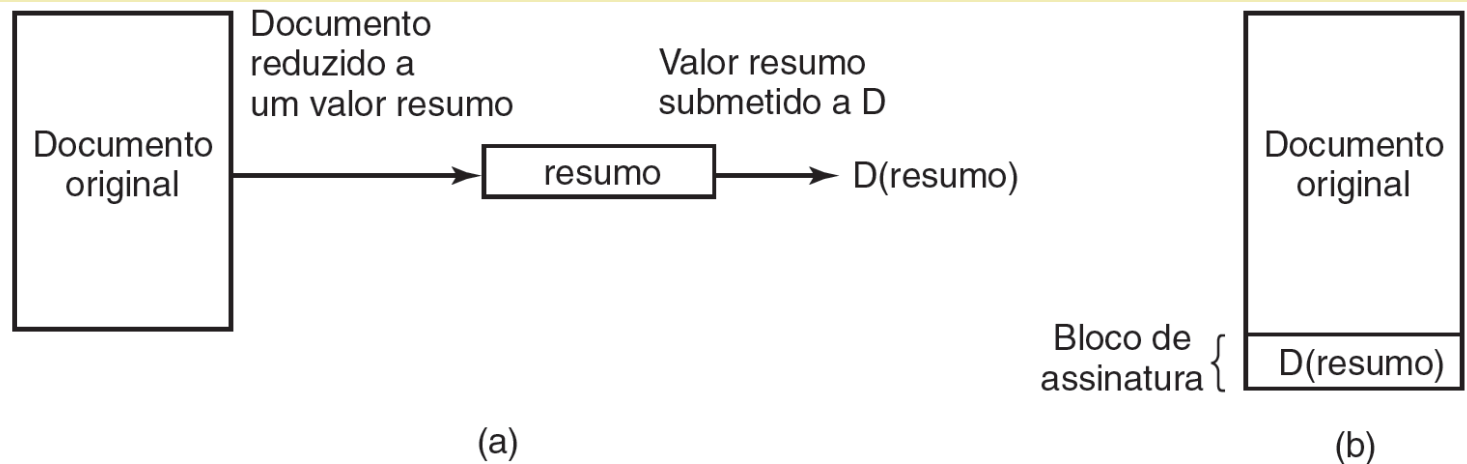 Documento
original
Documento
reduzido a
um valor resumo
resumo
Valor resumo
submetido a D
D(resumo)
(a)
Documento
original
Bloco de
assinatura
D(resumo)
(b)